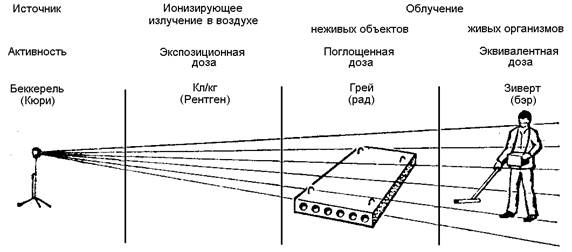 Источник
Ионизирующее
излучение в воздухе
Облучение
неживых объектов
живых организмов
Активность
Экспозиционная
доза
Поглощенная
доза
Эквивалентная
доза
Беккерель
(Кюри)
Кл/кг
(Рентген)
Грей
(рад)
Зиверт
(бэр)